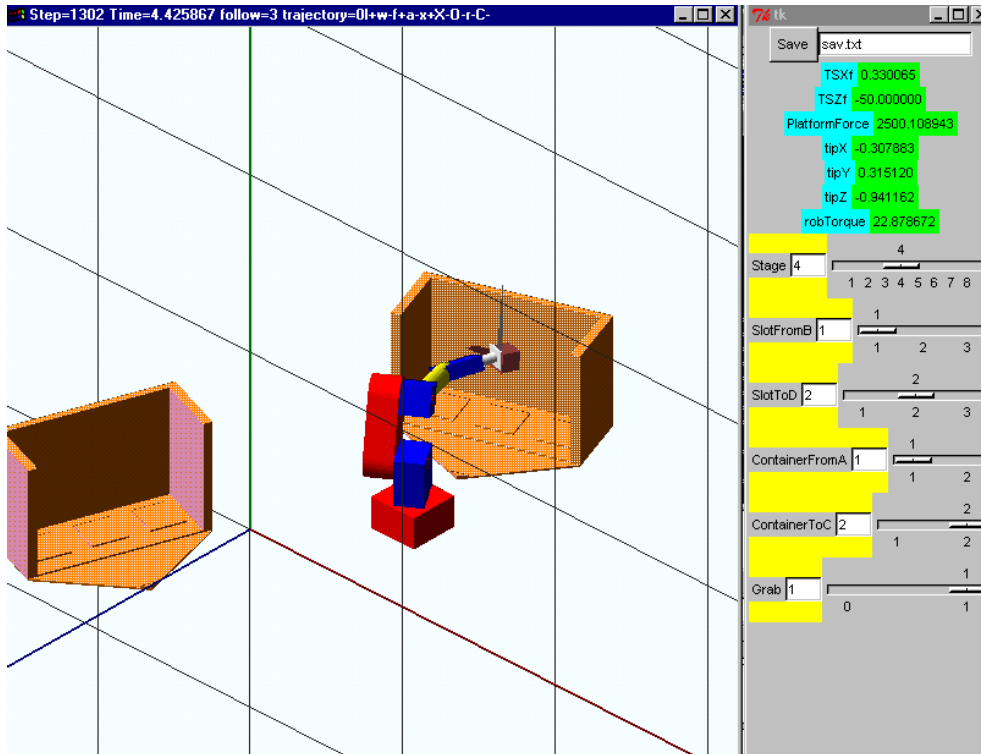 Step=1302 Time=4.425867 follow=3 trajectory=0l+w-f+a-x+X-O-r-C-
7% tk
Save sav.txt
TSXf 0.330065
TSZf -50.000000
PlatformForce 2500.108943
tipX -0.307883
tipY 0.315120
tipZ -0.941162
robTorque 22.878672
4
Stage 4
1 2 3 4 5 6 7 8
1
SlotFromB 1
1 2 3
2
SlotToD 2
1 2 3
1
ContainerFromA 1
1 2
2
ContainerToC 2
1 2
1
Grab 1
0 1